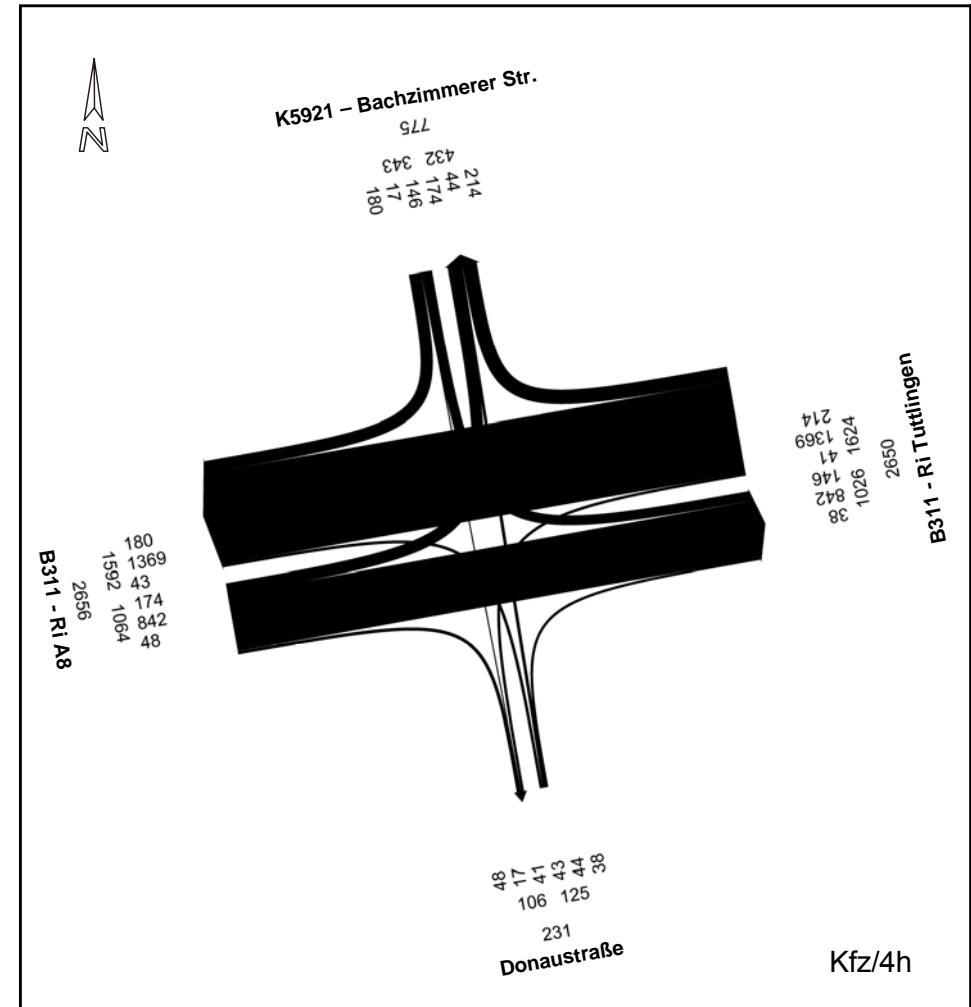 N
K5921 – Bachzimmerer Str.
775
343 432
180 17 146 174 44 214
214
1369
41
146
842
38
1624
1026
2650
B311 - Ri Tuttlingen
180
1369
43
174
842
48
1592
1064
2656
B311 - Ri A8
48 17 41 43 44 38
106 125
231
Donaustraße
Kfz/4h